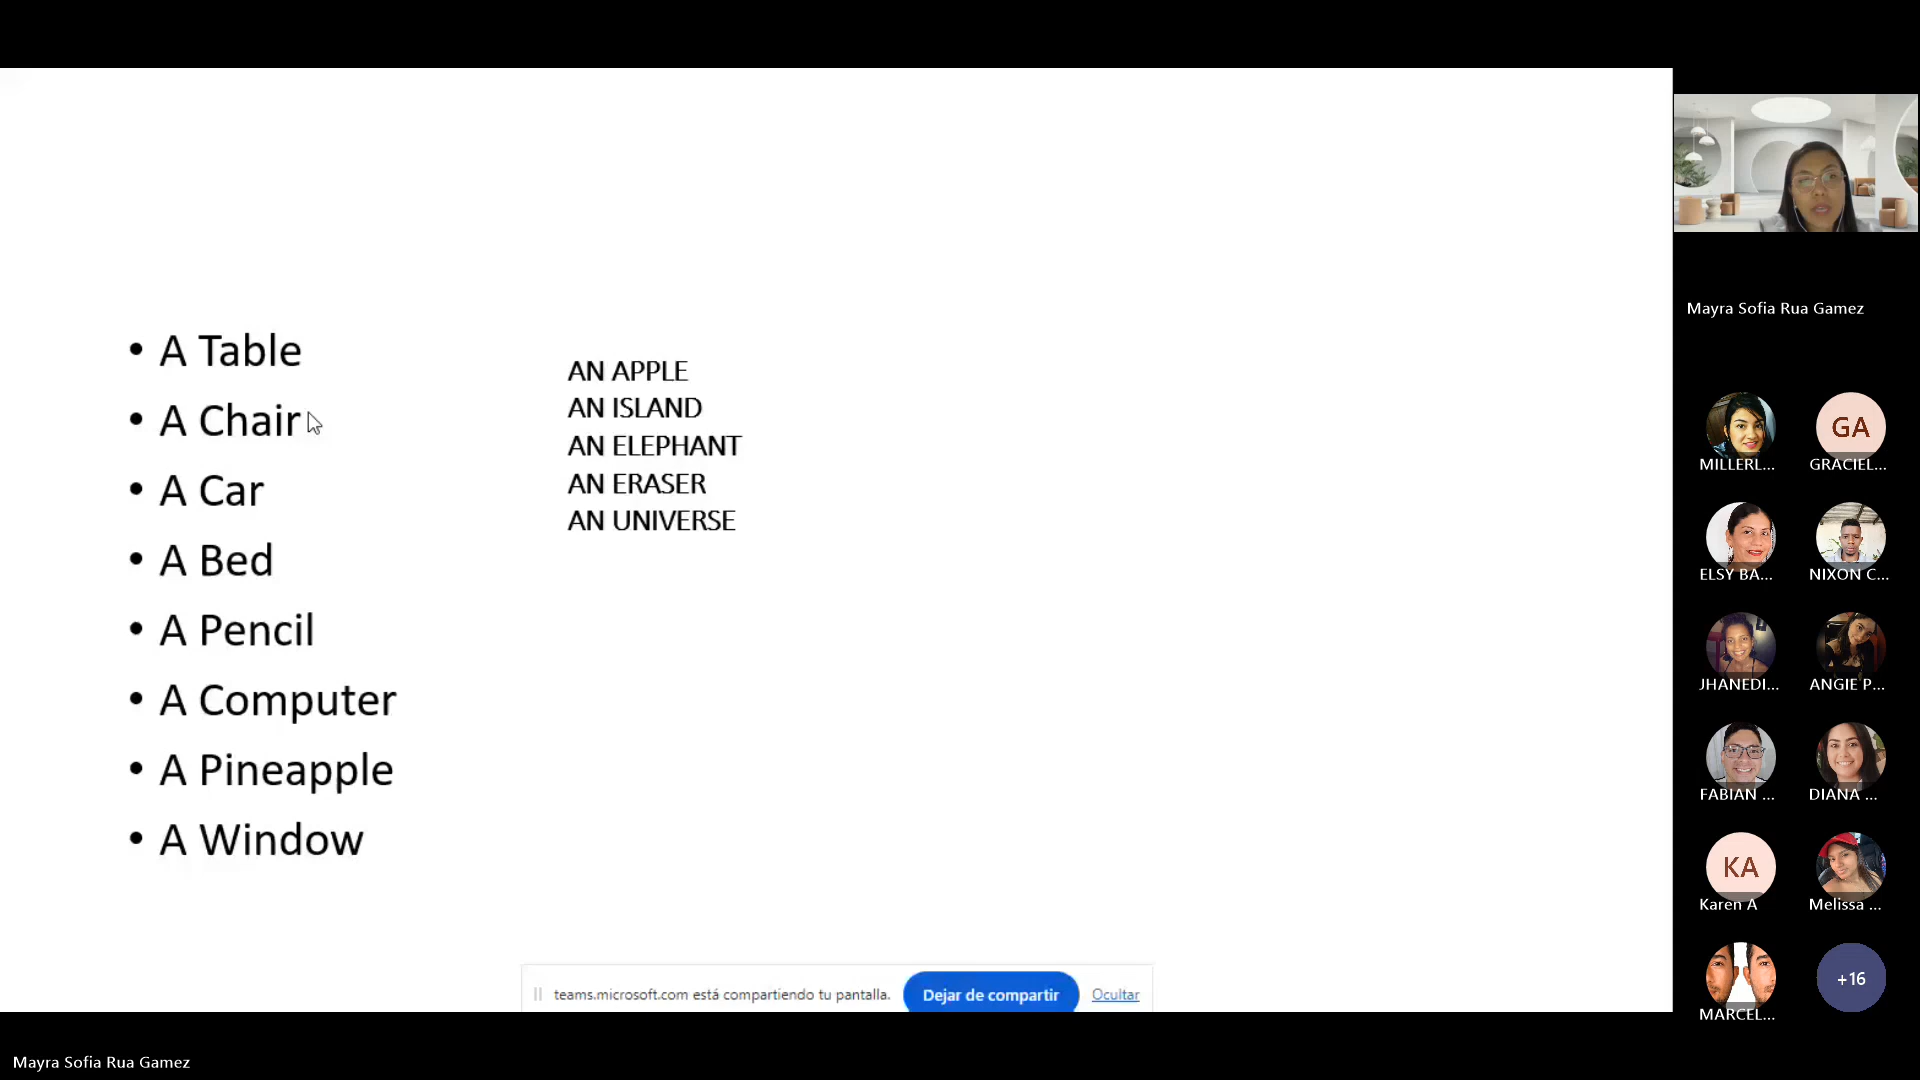 • A Table
• A Chair
• A Car
• A Bed
• A Pencil
• A Computer
• A Pineapple
• A Window
AN APPLE
AN ISLAND
AN ELEPHANT
AN ERASER
AN UNIVERSE
teams.microsoft.com está compartiendo tu pantalla. Dejar de compartir Ocultar
Mayra Sofia Rua Gamez
MILLERL... GRACIEL...
GA
ELSY BA... NIXON C...
JHANEDI... ANGIE P...
FABIAN ... DIANA ...
KA
Karen A Melissa ...
+16
MARCEL...
Mayra Sofia Rua Gamez